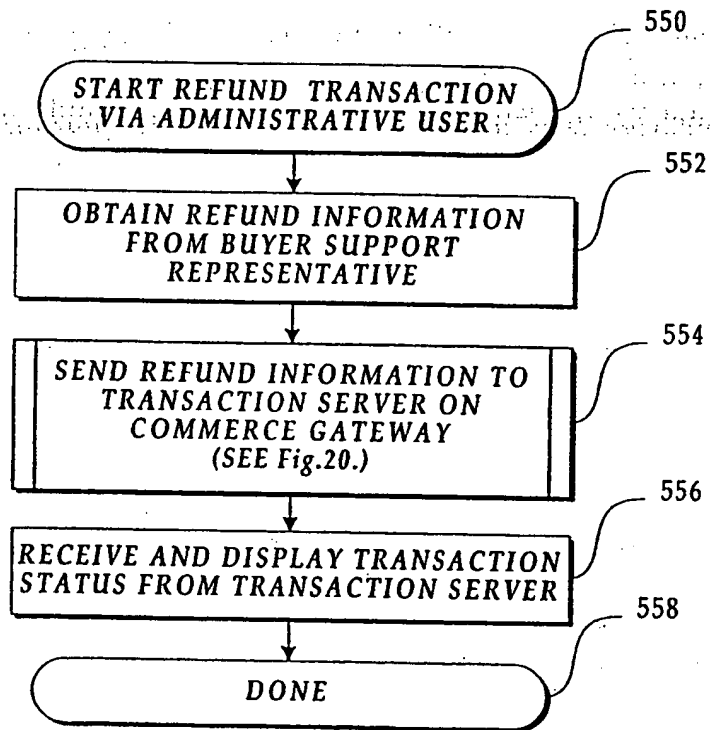 550
START REFUND TRANSACTION
VIA ADMINISTRATIVE USER
552
OBTAIN REFUND INFORMATION
FROM BUYER SUPPORT
REPRESENTATIVE
554
SEND REFUND INFORMATION TO
TRANSACTION SERVER ON
COMMERCE GATEWAY
(SEE Fig.20.)
556
RECEIVE AND DISPLAY TRANSACTION
STATUS FROM TRANSACTION SERVER
558
DONE